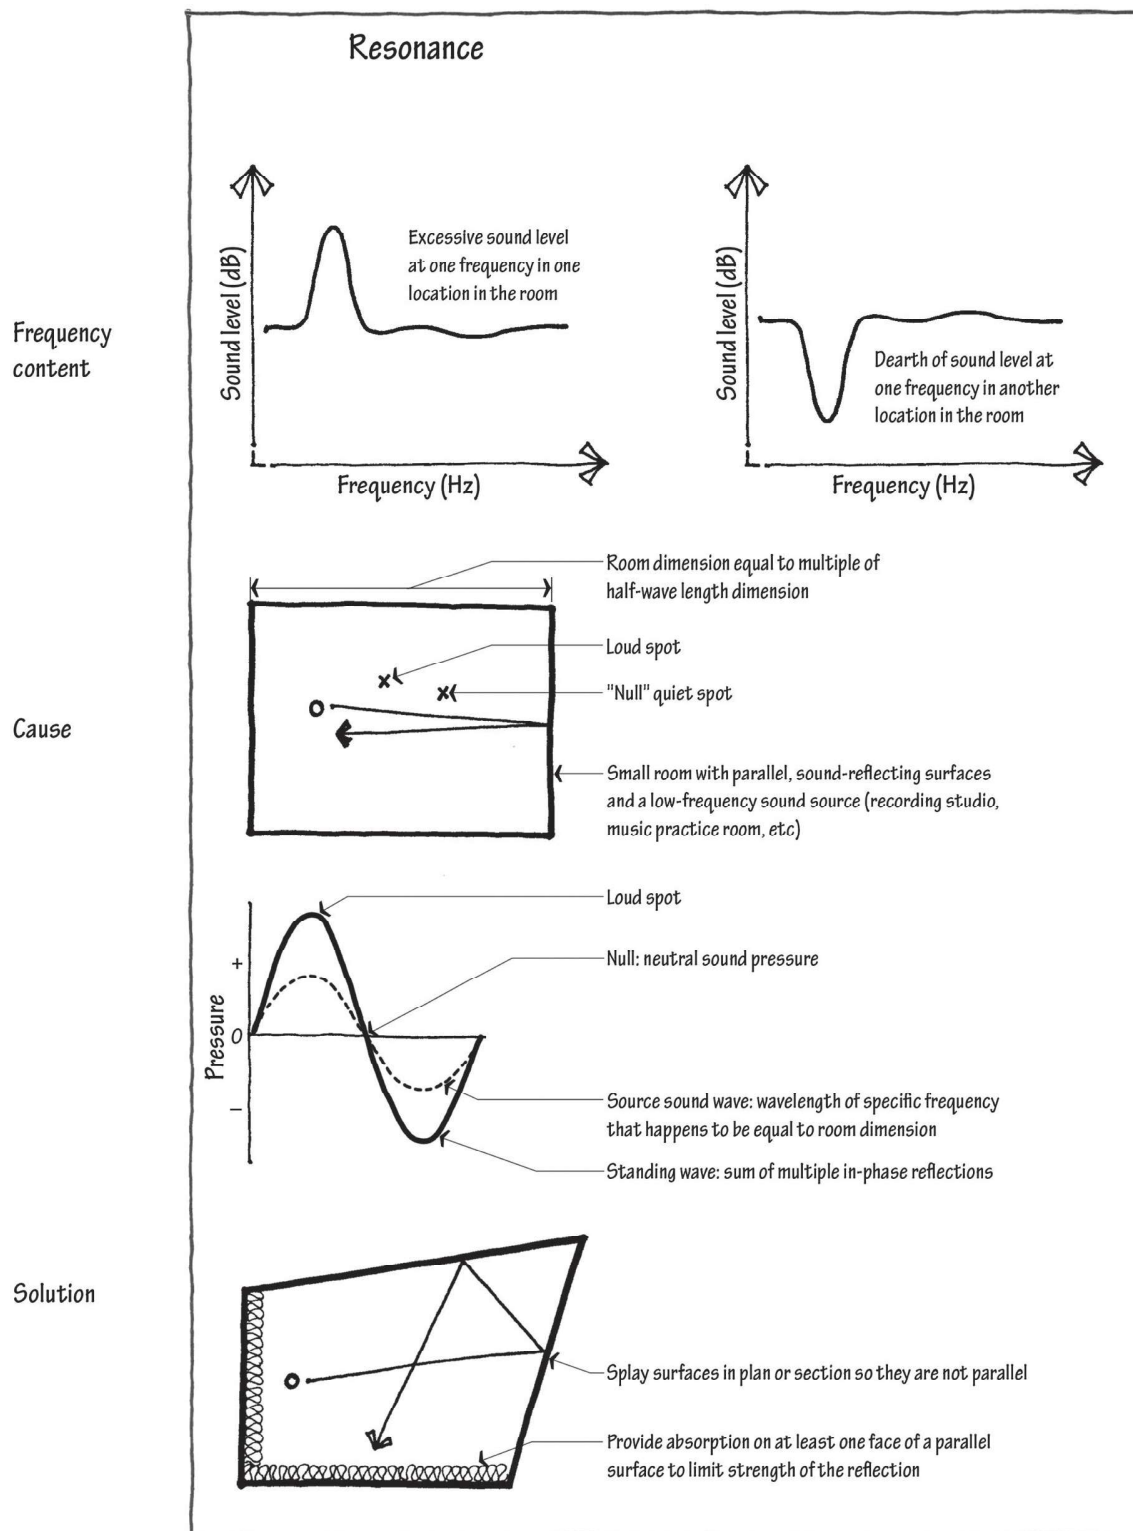 Resonance
Frequency
content
Sound level (dB)
Excessive sound level
at one frequency in one
location in the room
Frequency (Hz)
Sound level (dB)
Dearth of sound level at
one frequency in another
location in the room
Frequency (Hz)
Cause
Room dimension equal to multiple of
half-wave length dimension
Loud spot
"Null" quiet spot
Small room with parallel, sound-reflecting surfaces
and a low-frequency sound source (recording studio,
music practice room, etc)
Pressure
+
0
–
Loud spot
Null: neutral sound pressure
Source sound wave: wavelength of specific frequency
that happens to be equal to room dimension
Standing wave: sum of multiple in-phase reflections
Solution
Splay surfaces in plan or section so they are not parallel
Provide absorption on at least one face of a parallel
surface to limit strength of the reflection